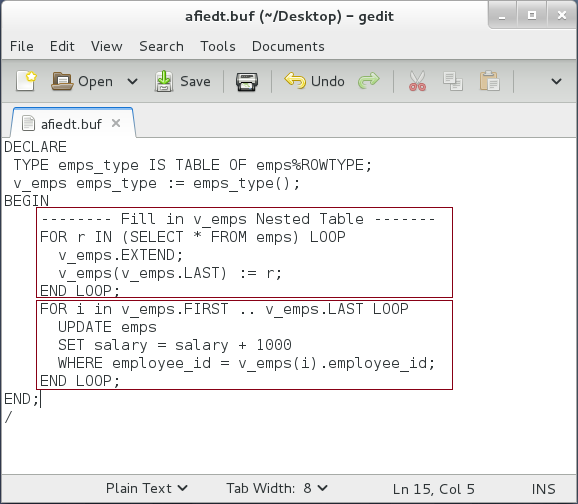 afiedt.buf (~/Desktop) – gedit
File Edit View Search Tools Documents
Open Save Undo
afiedt.buf
DECLARE
 TYPE emps_type IS TABLE OF emps%ROWTYPE;
 v_emps emps_type := emps_type();
BEGIN
    -------- Fill in v_emps Nested Table -------
    FOR r IN (SELECT * FROM emps) LOOP
      v_emps.EXTEND;
      v_emps(v_emps.LAST) := r;
    END LOOP;
    FOR i in v_emps.FIRST .. v_emps.LAST LOOP
      UPDATE emps
      SET salary = salary + 1000
      WHERE employee_id = v_emps(i).employee_id;
    END LOOP;
END;
/
Plain Text Tab Width: 8 Ln 15, Col 5 INS